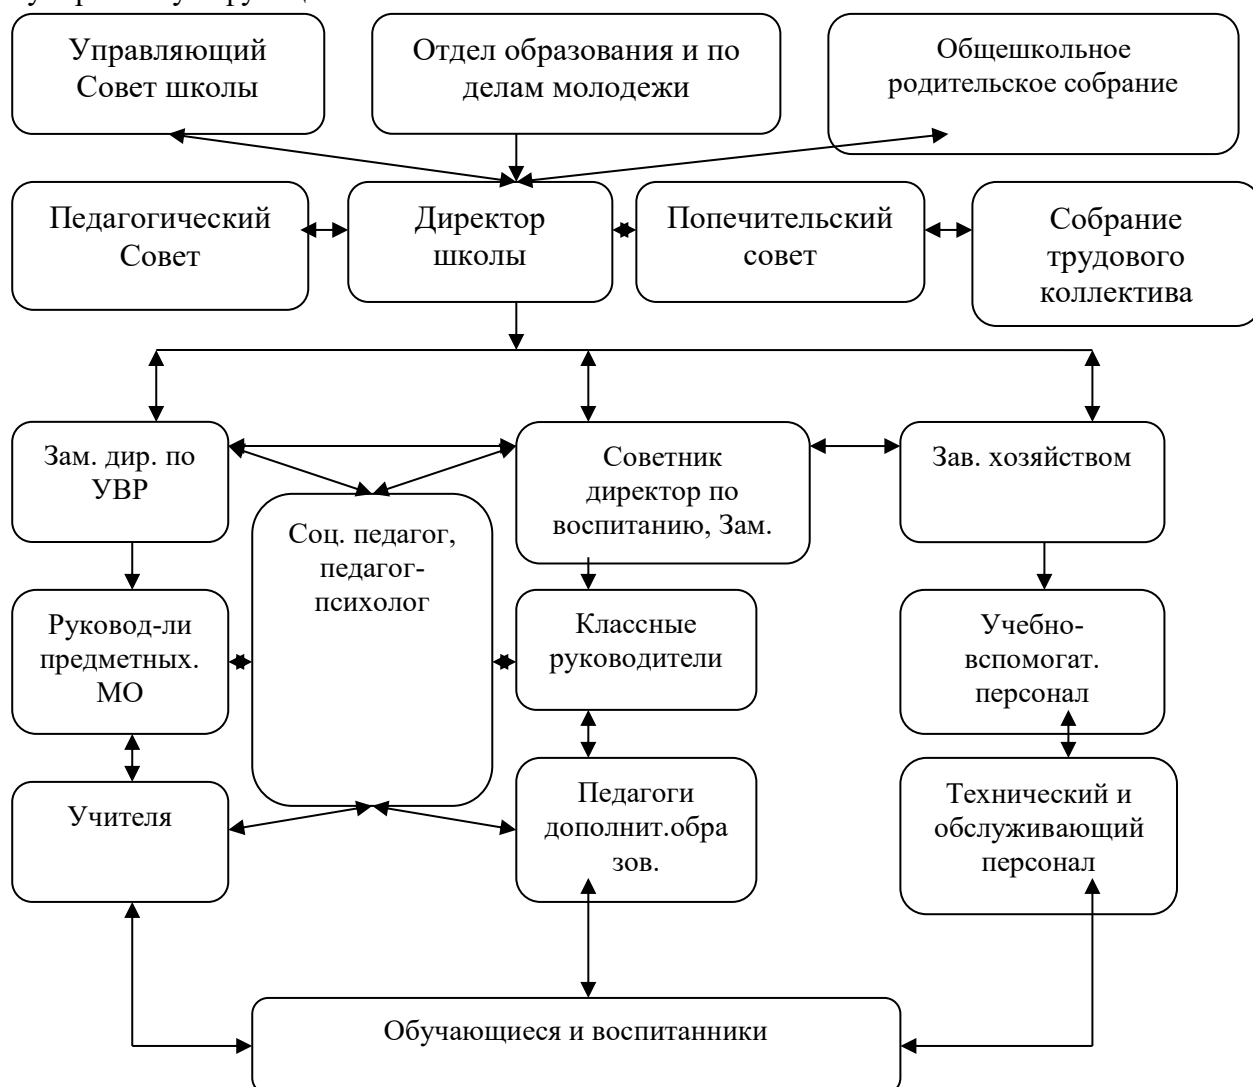 Управляющий
Совет школы
Отдел образования и по
делам молодежи
Общешкольное
родительское собрание
Педагогический
Совет
Директор
школы
Попечительский
совет
Собрание
трудового
коллектива
Зам. дир. по
УВР
Советник
директор по
воспитанию, Зам.
Зав. хозяйством
Соц. педагог,
педагог-
психолог
Руковод-ли
предметных.
МО
Классные
руководители
Учебно-
вспомогат.
персонал
Учителя
Педагоги
дополнит.обра
зов.
Технический и
обслуживающий
персонал
Обучающиеся и воспитанники